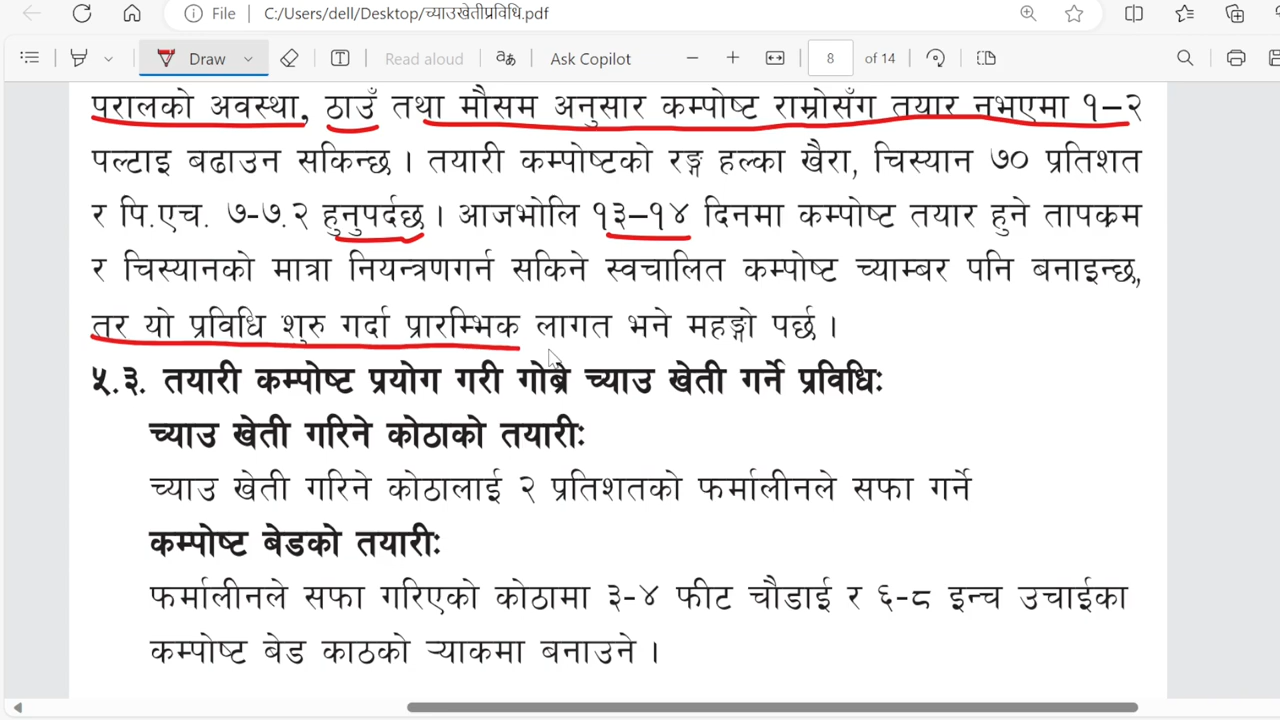 File C:/Users/dell/Desktop/च्याउखेतीप्रविधि.pdf
Draw Read aloud Ask Copilot 8 of 14
परालको अवस्था, ठाउँ तथा मौसम अनुसार कम्पोष्ट राम्रोसँग तयार नभएमा १–२
पल्टाइ बढाउन सकिन्छ । तयारी कम्पोष्टको रङ्ग हल्का खैरा, चिस्यान ७० प्रतिशत
र पि.एच. ७-७.२ हुनुपर्दछ । आजभोलि १३–१४ दिनमा कम्पोष्ट तयार हुने तापक्रम
र चिस्यानको मात्रा नियन्त्रणगर्न सकिने स्वचालित कम्पोष्ट च्याम्बर पनि बनाइन्छ,
तर यो प्रविधि शुरु गर्दा प्रारम्भिक लागत भने महङ्गो पर्छ ।
५.३. तयारी कम्पोष्ट प्रयोग गरी गोब्रे च्याउ खेती गर्ने प्रविधिः
च्याउ खेती गरिने कोठाको तयारीः
च्याउ खेती गरिने कोठालाई २ प्रतिशतको फर्मालीनले सफा गर्ने
कम्पोष्ट बेडको तयारीः
फर्मालीनले सफा गरिएको कोठामा ३-४ फीट चौडाई र ६-८ इन्च उचाईका
कम्पोष्ट बेड काठको ऱ्याकमा बनाउने ।